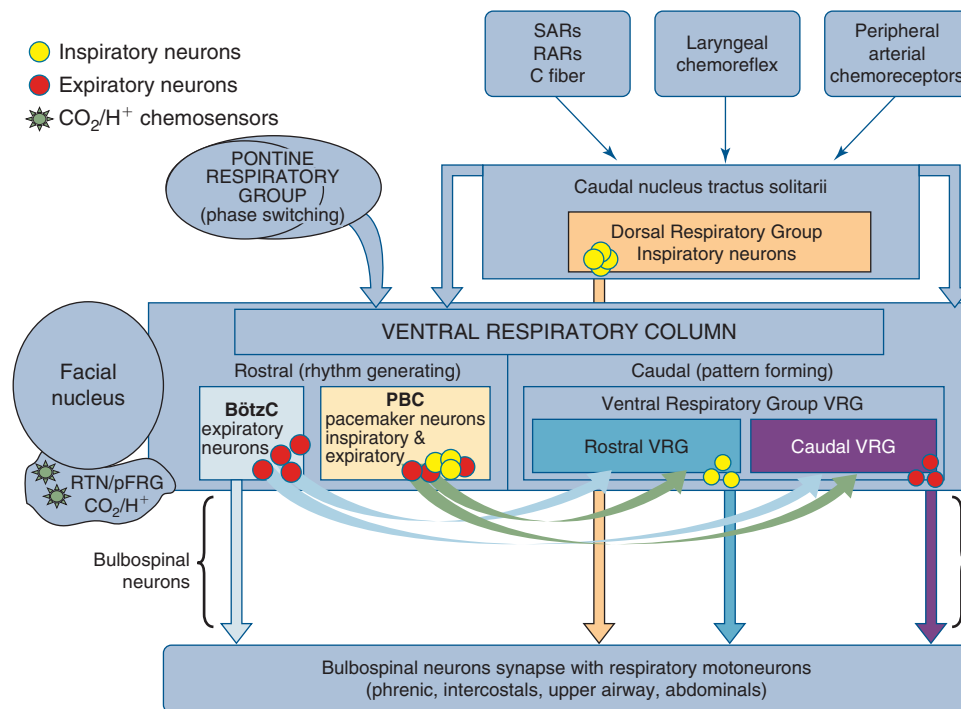 Inspiratory neurons
Expiratory neurons
CO₂/H⁺ chemosensors
SARs
RARs
C fiber
Laryngeal
chemoreflex
Peripheral
arterial
chemoreceptors
PONTINE
RESPIRATORY
GROUP
(phase switching)
Caudal nucleus tractus solitarii
Dorsal Respiratory Group
Inspiratory neurons
VENTRAL RESPIRATORY COLUMN
Facial
nucleus
Rostral (rhythm generating)
Caudal (pattern forming)
BötzC
expiratory
neurons
PBC
pacemaker neurons
inspiratory &
expiratory
Ventral Respiratory Group VRG
Rostral VRG
Caudal VRG
RTN/pFRG
CO₂/H⁺
Bulbospinal
neurons
Bulbospinal neurons synapse with respiratory motoneurons
(phrenic, intercostals, upper airway, abdominals)